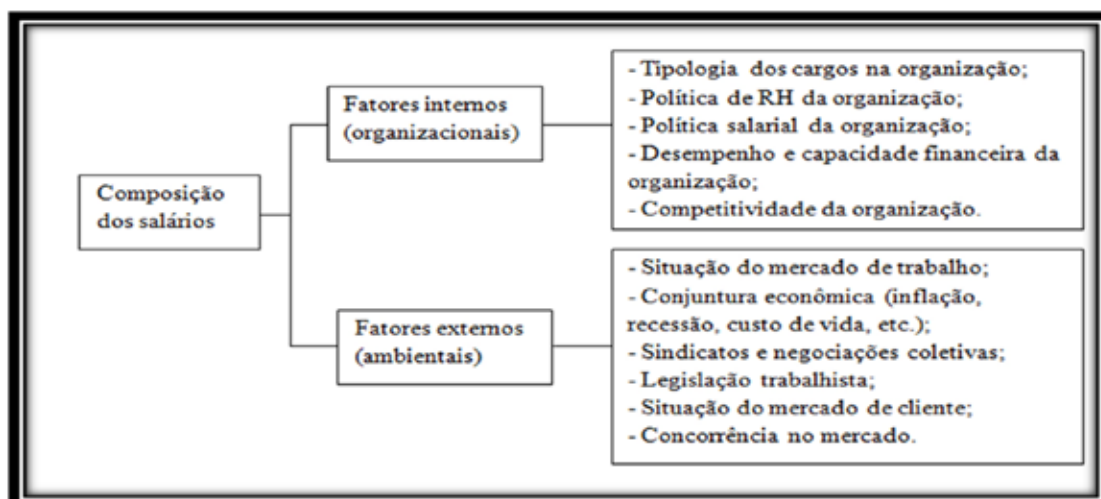 Composição
dos salários
Fatores internos
(organizacionais)
- Tipologia dos cargos na organização;
- Política de RH da organização;
- Política salarial da organização;
- Desempenho e capacidade financeira da
organização;
- Competitividade da organização.
Fatores externos
(ambientais)
- Situação do mercado de trabalho;
- Conjuntura econômica (inflação,
recessão, custo de vida, etc.);
- Sindicatos e negociações coletivas;
- Legislação trabalhista;
- Situação do mercado de cliente;
- Concorrência no mercado.